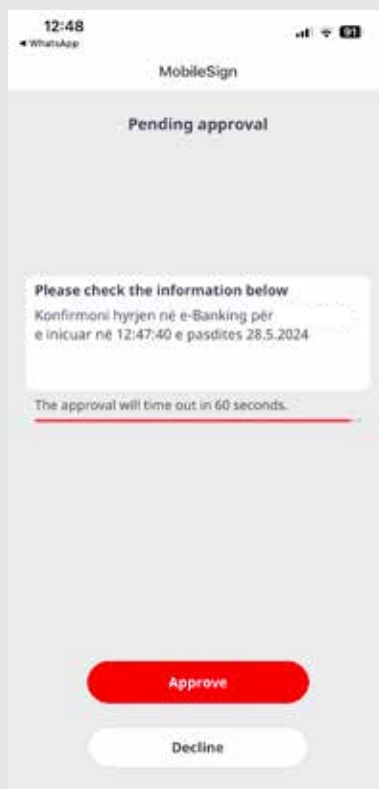 12:48
91
◀ WhatsApp
MobileSign
Pending approval
Please check the information below
Konfirmoni hyrjen në e-Banking për
e inicuar në 12:47:40 e pasdites 28.5.2024
The approval will time out in 60 seconds.
Approve
Decline